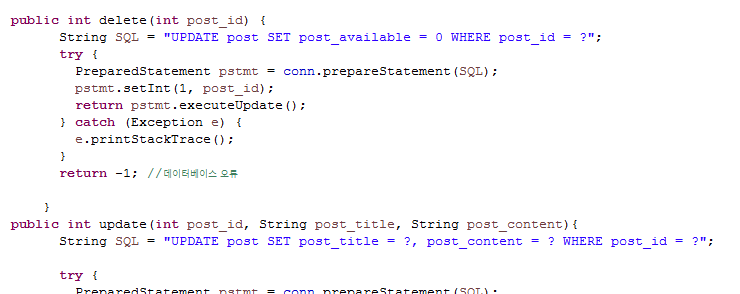 public int delete(int post_id) {
String SQL = "UPDATE post SET post_available = 0 WHERE post_id = ?";
try {
PreparedStatement pstmt = conn.prepareStatement(SQL);
pstmt.setInt(1, post_id);
return pstmt.executeUpdate();
} catch (Exception e) {
e.printStackTrace();
}
return -1; //데이터베이스 오류
}
public int update(int post_id, String post_title, String post_content){
String SQL = "UPDATE post SET post_title = ?, post_content = ? WHERE post_id = ?";
try {
PreparedStatement pstmt = conn.prepareStatement(SQL);